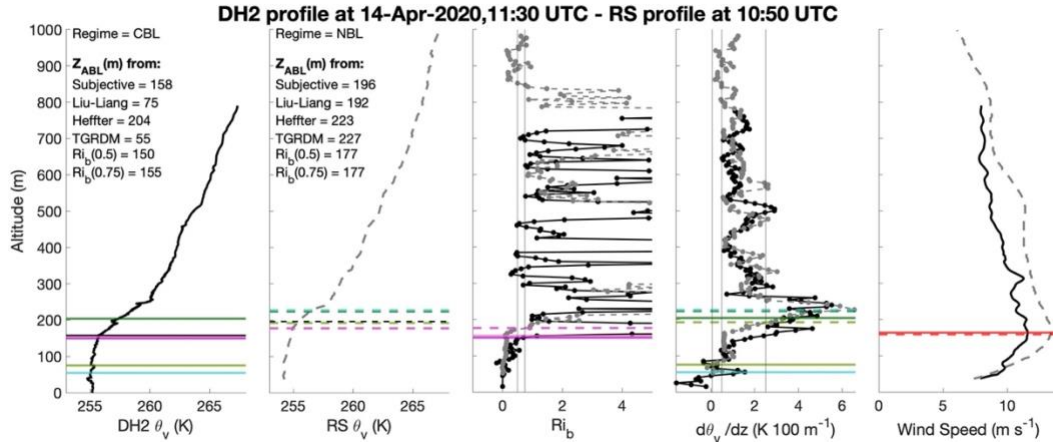 DH2 profile at 14-Apr-2020,11:30 UTC - RS profile at 10:50 UTC
Altitude (m)
1000
900
800
700
600
500
400
300
200
100
0
Regime = CBL
Z_ABL(m) from:
Subjective = 158
Liu-Liang = 75
Heffter = 204
TGRDM = 55
Ri_b(0.5) = 150
Ri_b(0.75) = 155
255 260 265
DH2 θ_v (K)
Regime = NBL
Z_ABL(m) from:
Subjective = 196
Liu-Liang = 192
Heffter = 223
TGRDM = 227
Ri_b(0.5) = 177
Ri_b(0.75) = 177
255 260 265
RS θ_v (K)
0 2 4
Ri_b
0 2 4 6
dθ_v /dz (K 100 m⁻¹)
5 10
Wind Speed (m s⁻¹)